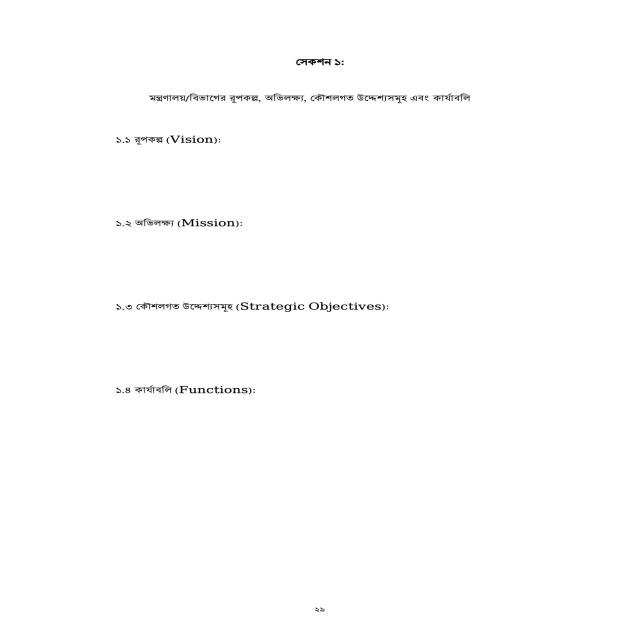 সেকশন ১:
মন্ত্রণালয়/বিভাগের রূপকল্প, অভিলক্ষ্য, কৌশলগত উদ্দেশ্যসমূহ এবং কার্যাবলি
১.১ রূপকল্প (Vision):
১.২ অভিলক্ষ্য (Mission):
১.৩ কৌশলগত উদ্দেশ্যসমূহ (Strategic Objectives):
১.৪ কার্যাবলি (Functions):
২৯